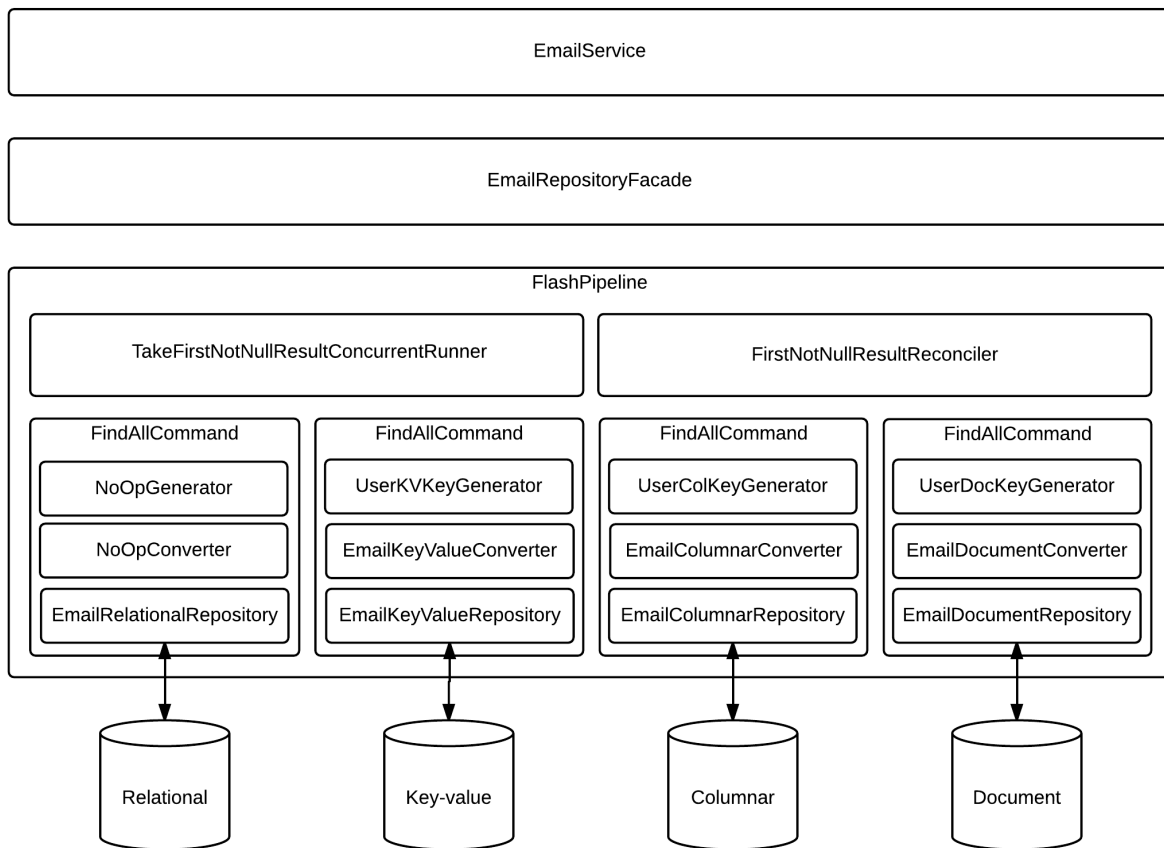 EmailService
EmailRepositoryFacade
FlashPipeline
TakeFirstNotNullResultConcurrentRunner
FirstNotNullResultReconciler
FindAllCommand
NoOpGenerator
NoOpConverter
EmailRelationalRepository
FindAllCommand
UserKVKeyGenerator
EmailKeyValueConverter
EmailKeyValueRepository
FindAllCommand
UserColKeyGenerator
EmailColumnarConverter
EmailColumnarRepository
FindAllCommand
UserDocKeyGenerator
EmailDocumentConverter
EmailDocumentRepository
Relational
Key-value
Columnar
Document